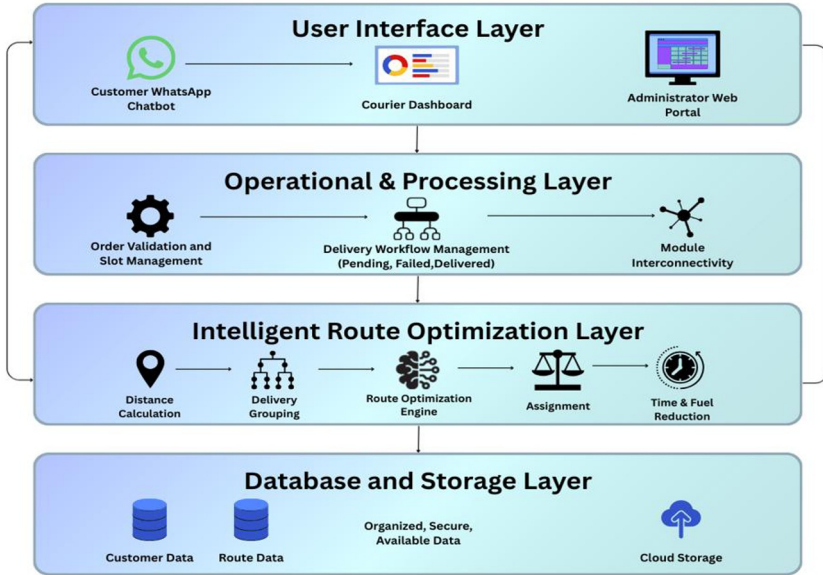 User Interface Layer
Customer WhatsApp
Chatbot
Courier Dashboard
Administrator Web
Portal
Operational & Processing Layer
Order Validation and
Slot Management
Delivery Workflow Management
(Pending, Failed,Delivered)
Module
Interconnectivity
Intelligent Route Optimization Layer
Distance
Calculation
Delivery
Grouping
Route Optimization
Engine
Assignment
Time & Fuel
Reduction
Database and Storage Layer
Customer Data
Route Data
Organized, Secure,
Available Data
Cloud Storage